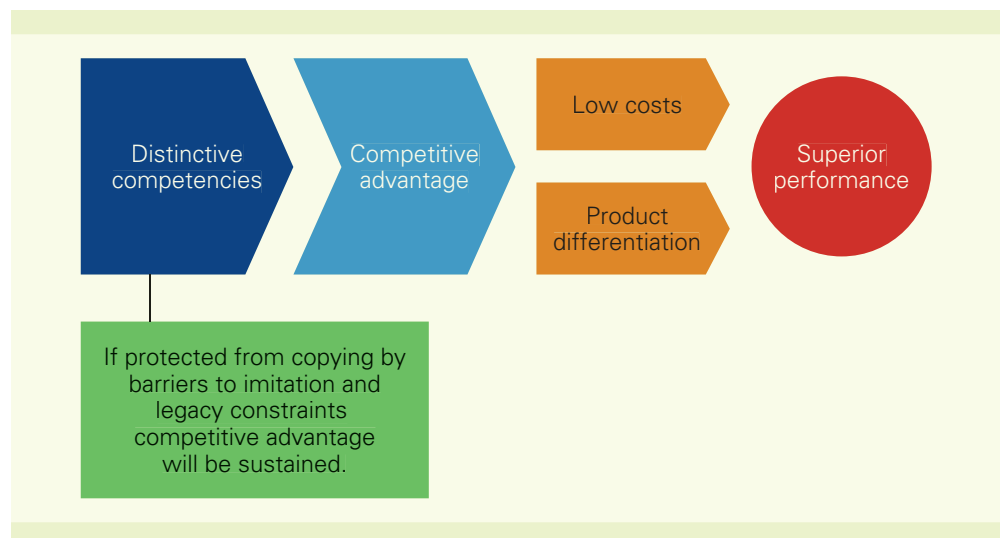 Distinctive
competencies
Competitive
advantage
Low costs
Product
differentiation
Superior
performance
If protected from copying by
barriers to imitation and
legacy constraints
competitive advantage
will be sustained.